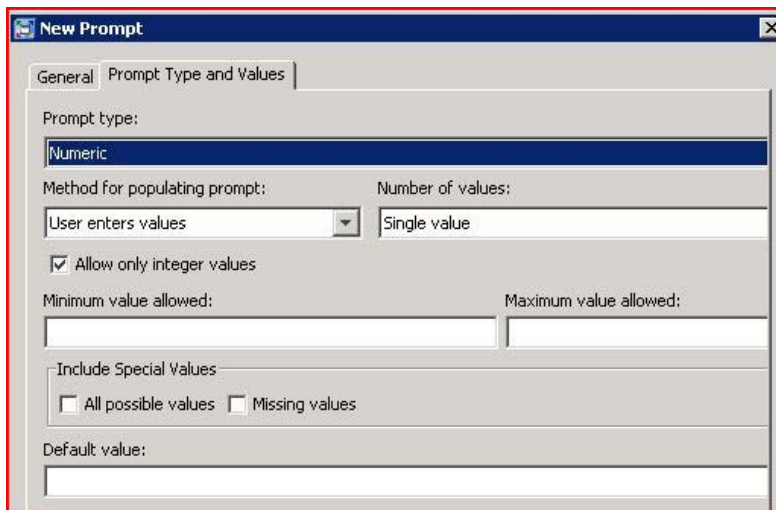 New Prompt
General Prompt Type and Values
Prompt type:
Numeric
Method for populating prompt: Number of values:
User enters values Single value
Allow only integer values
Minimum value allowed: Maximum value allowed:
Include Special Values
All possible values Missing values
Default value: